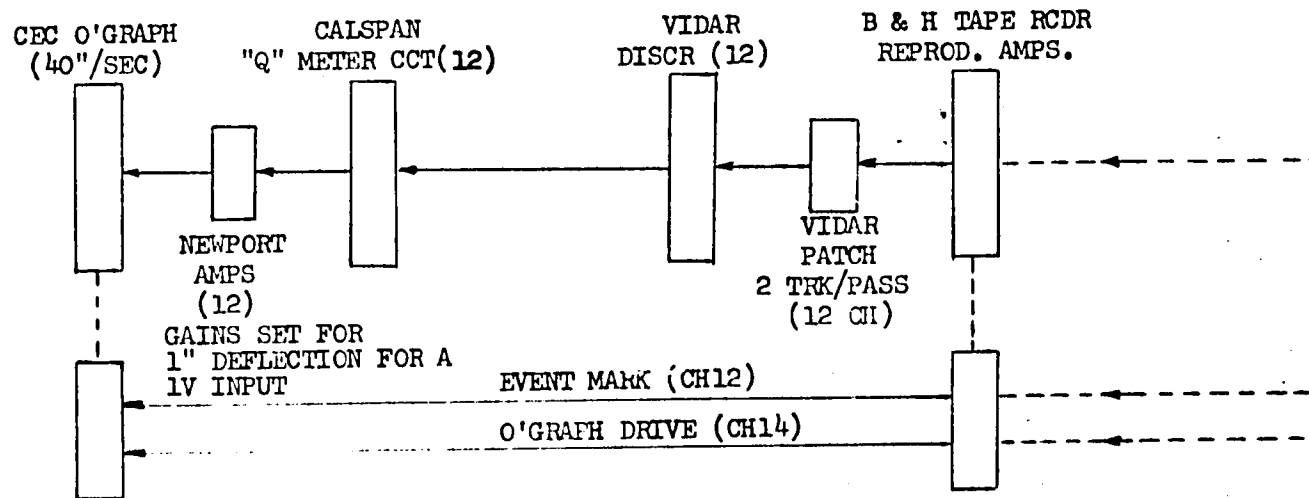 CEC O'GRAPH
(40"/SEC)
CALSPAN
"Q" METER CCT(12)
VIDAR
DISCR (12)
B & H TAPE RCDR
REPROD. AMPS.
NEWPORT
AMPS
(12)
GAINS SET FOR
1" DEFLECTION FOR A
1V INPUT
VIDAR
PATCH
2 TRK/PASS
(12 CH)
EVENT MARK (CH12)
O'GRAPH DRIVE (CH14)